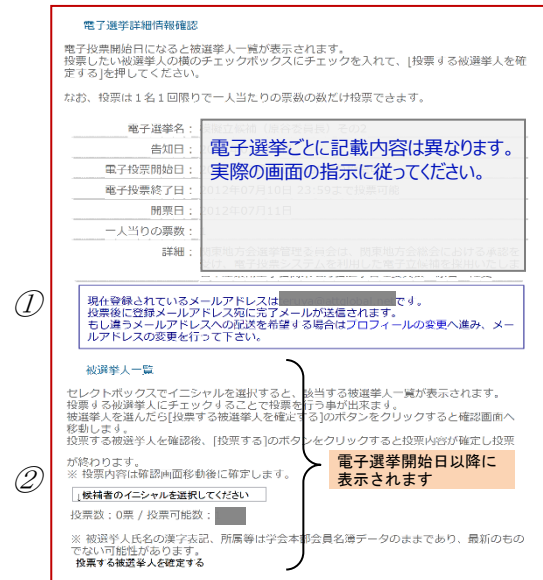 電子選挙詳細情報確認
電子投票開始日になると被選挙人一覧が表示されます。
投票したい被選挙人の横のチェックボックスにチェックを入れて、[投票する被選挙人を確
定する]を押してください。
なお、投票は1名1回限りで一人当たりの票数の数だけ投票できます。
電子選挙名：
告知日：
電子投票開始日：
電子投票終了日： 2012年07月10日 23:59まで投票可能
開票日： 2012年07月11日
一人当りの票数：
詳細：
電子選挙ごとに記載内容は異なります。
実際の画面の指示に従ってください。
①
現在登録されているメールアドレスは です。
投票後に登録メールアドレス宛に完了メールが送信されます。
もし違うメールアドレスへの配送を希望する場合はプロフィールの変更へ進み、メー
ルアドレスの変更を行って下さい。
被選挙人一覧
セレクトボックスでイニシャルを選択すると、該当する被選挙人一覧が表示されます。
投票する被選挙人にチェックすることで投票を行う事が出来ます。
被選挙人を選んだら[投票する被選挙人を確定する]のボタンをクリックすると確認画面へ
移動します。
投票する被選挙人を確認後、[投票する]のボタンをクリックすると投票内容が確定し投票
が終わります。
※ 投票内容は確認画面移動後に確定します。
②
↓候補者のイニシャルを選択してください
投票数：0票 / 投票可能数：
※ 被選挙人氏名の漢字表記、所属等は学会本部会員名簿データのままであり、最新のもの
でない可能性があります。
投票する被選挙人を確定する
電子選挙開始日以降に
表示されます